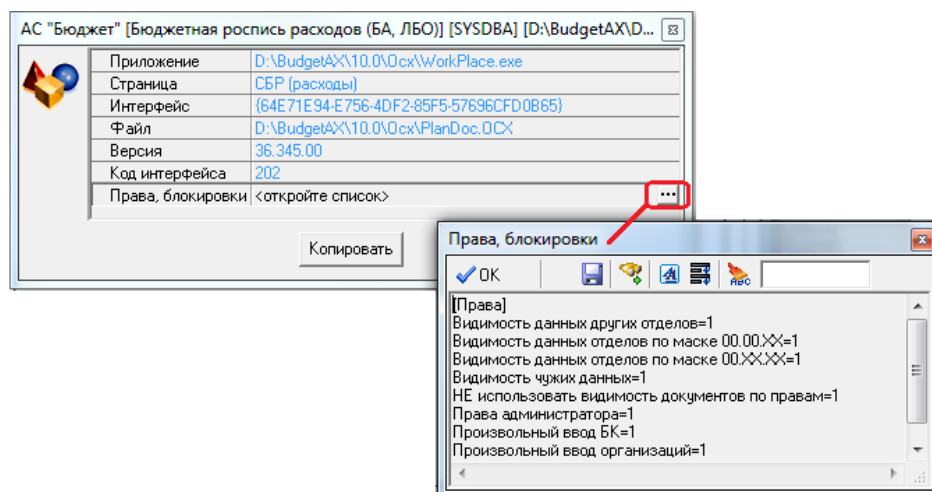 АС "Бюджет" [Бюджетная роспись расходов (БА, ЛБО)] [SYSDBA] [D:\BudgetAX\D...
Приложение D:\BudgetAX\10.0\Ocx\WorkPlace.exe
Страница СБР (расходы)
Интерфейс {64E71E94-E756-4DF2-85F5-57696CFD0B65}
Файл D:\BudgetAX\10.0\Ocx\PlanDoc.OCX
Версия 36.345.00
Код интерфейса 202
Права, блокировки <откройте список> ...
Копировать
Права, блокировки
OK
ABC
[Права]
Видимость данных других отделов=1
Видимость данных отделов по маске 00.00.XX=1
Видимость данных отделов по маске 00.XX.XX=1
Видимость чужих данных=1
НЕ использовать видимость документов по правам=1
Права администратора=1
Произвольный ввод БК=1
Произвольный ввод организаций=1